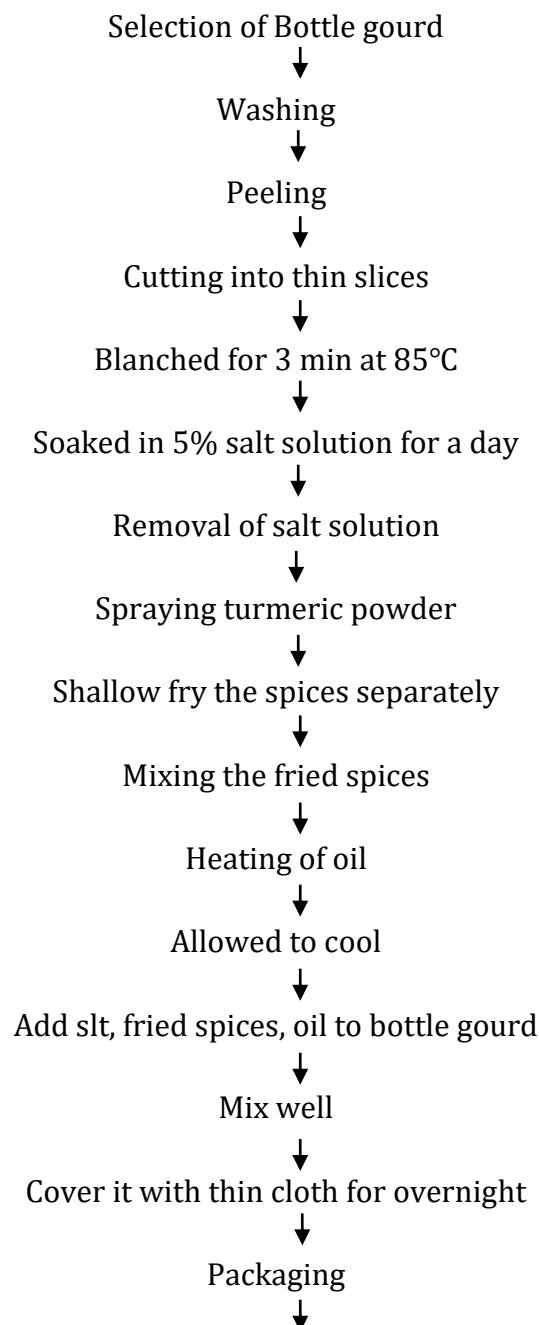 Selection of Bottle gourd
Washing
Peeling
Cutting into thin slices
Blanched for 3 min at 85°C
Soaked in 5% salt solution for a day
Removal of salt solution
Spraying turmeric powder
Shallow fry the spices separately
Mixing the fried spices
Heating of oil
Allowed to cool
Add slt, fried spices, oil to bottle gourd
Mix well
Cover it with thin cloth for overnight
Packaging